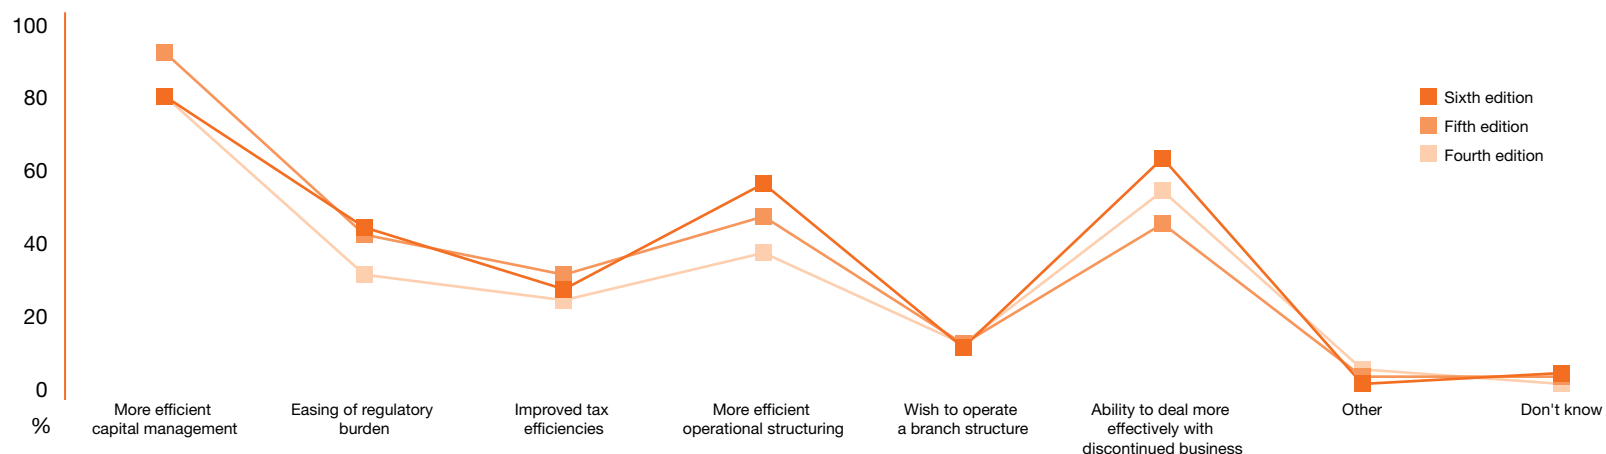 100
80
60
40
20
0
%
Sixth edition
Fifth edition
Fourth edition
More efficient
capital management
Easing of regulatory
burden
Improved tax
efficiencies
More efficient
operational structuring
Wish to operate
a branch structure
Ability to deal more
effectively with
discontinued business
Other
Don't know